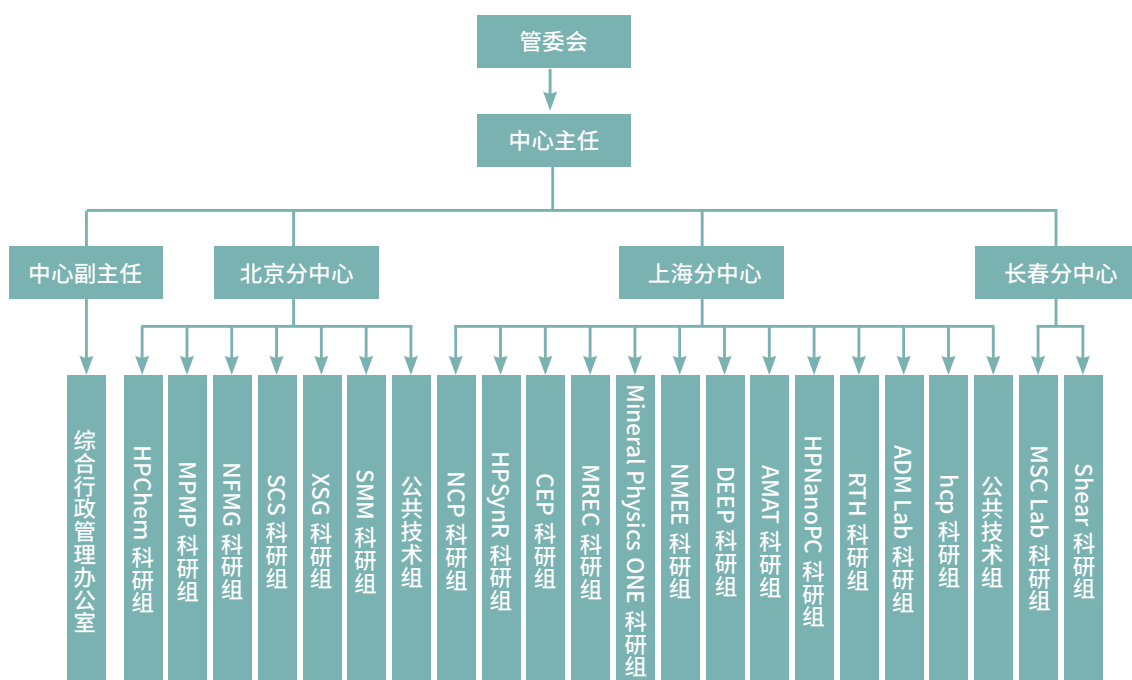 管委会
中心主任
中心副主任
北京分中心
上海分中心
长春分中心
综合行政管理办公室
HPChem 科研组
MPMP 科研组
NFMG 科研组
SCS 科研组
XSG 科研组
SMM 科研组
公共技术组
NCP 科研组
HPSynR 科研组
CEP 科研组
MREC 科研组
Mineral Physics ONE 科研组
NMEE 科研组
DEEP 科研组
AMAT 科研组
HPNanoPC 科研组
RTH 科研组
ADM Lab 科研组
hcp 科研组
公共技术组
MSC Lab 科研组
Shear 科研组